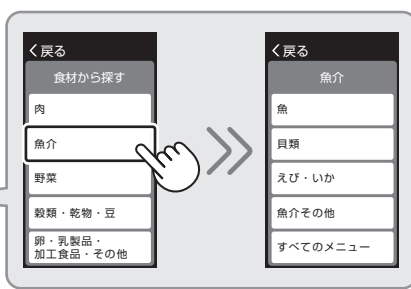 戻る
食材から探す
肉
魚介
野菜
穀類・乾物・豆
卵・乳製品・
加工食品・その他
戻る
魚介
魚
貝類
えび・いか
魚介その他
すべてのメニュー